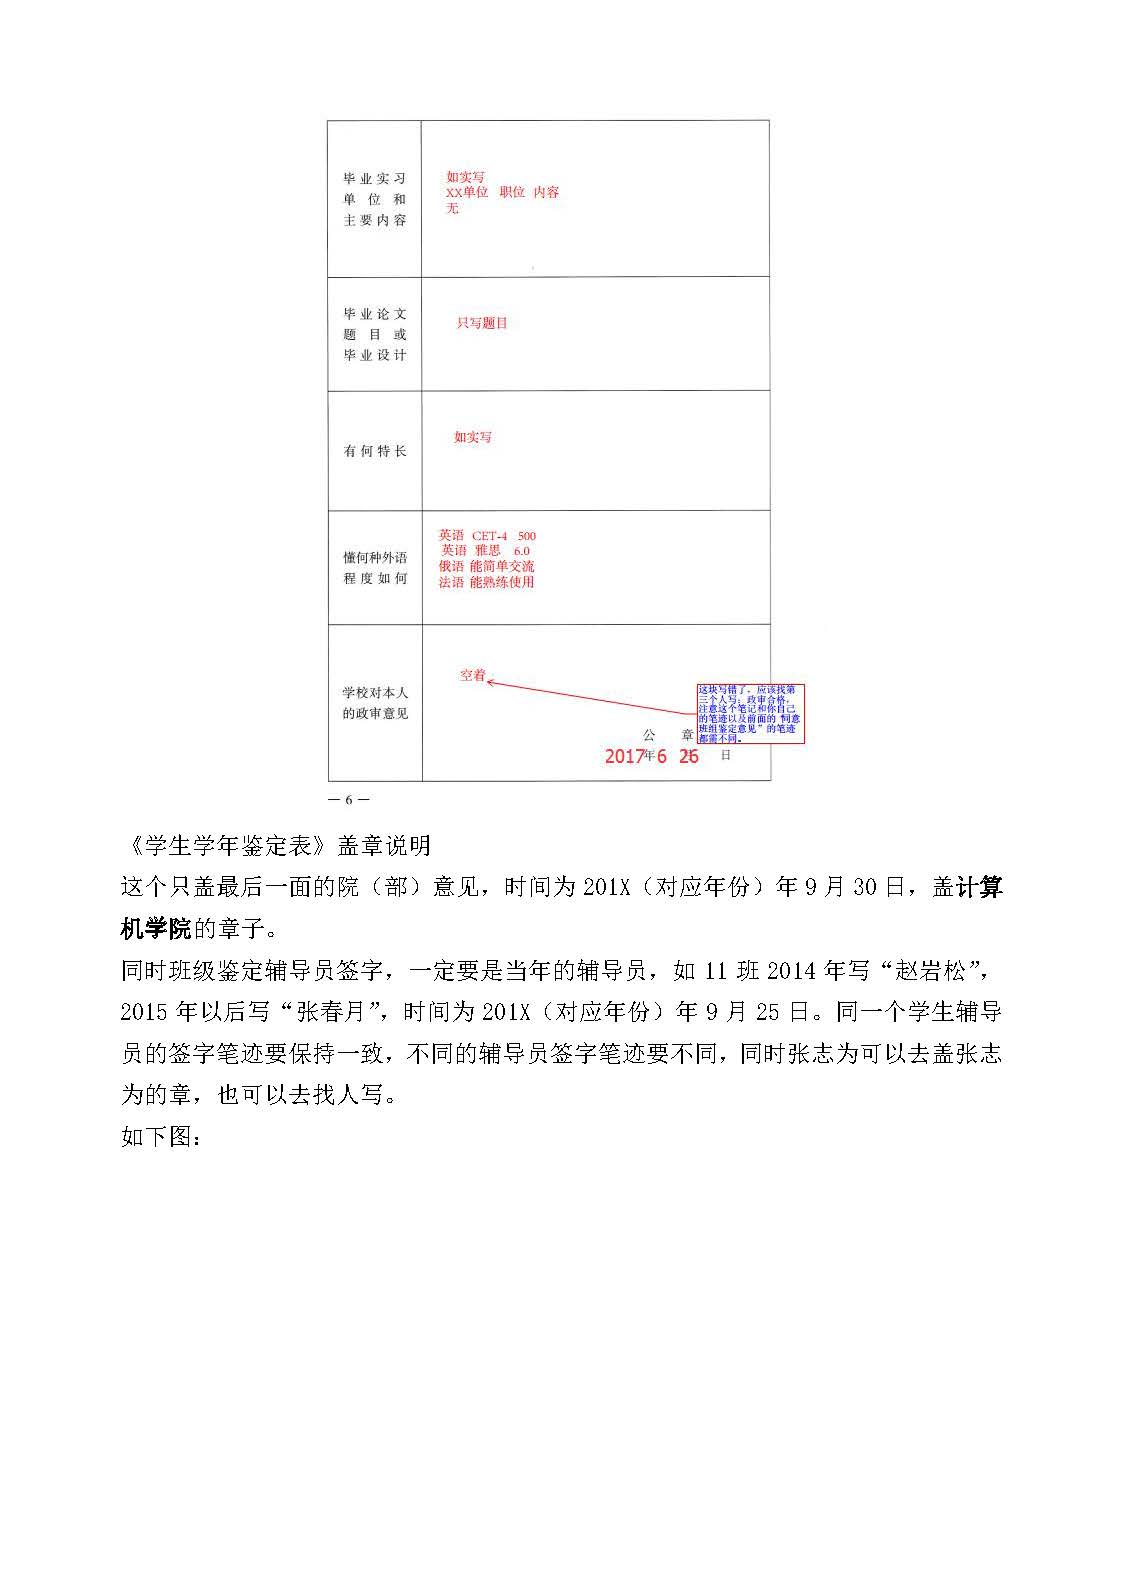 毕业实习
单位和
主要内容
如实写
XX单位 职位 内容
无
毕业论文
题目或
毕业设计
只写题目
有何特长
如实写
懂何种外语
程度如何
英语 CET-4 500
英语 雅思 6.0
俄语 能简单交流
法语 能熟练使用
学校对本人
的政审意见
空着
这块写错了，应该找第
三个人写：政审合格，
注意这个笔记和你自己
的笔迹以及前面的“同意
班组鉴定意见”的笔迹
都需不同。
公 章
2017年6月26日
— 6 —
《学生学年鉴定表》盖章说明
这个只盖最后一面的院（部）意见，时间为201X（对应年份）年9月30日，盖计算
机学院的章子。
同时班级鉴定辅导员签字，一定要是当年的辅导员，如11班2014年写“赵岩松”，
2015年以后写“张春月”，时间为201X（对应年份）年9月25日。同一个学生辅导
员的签字笔迹要保持一致，不同的辅导员签字笔迹要不同，同时张志为可以去盖张志
为的章，也可以去找人写。
如下图：